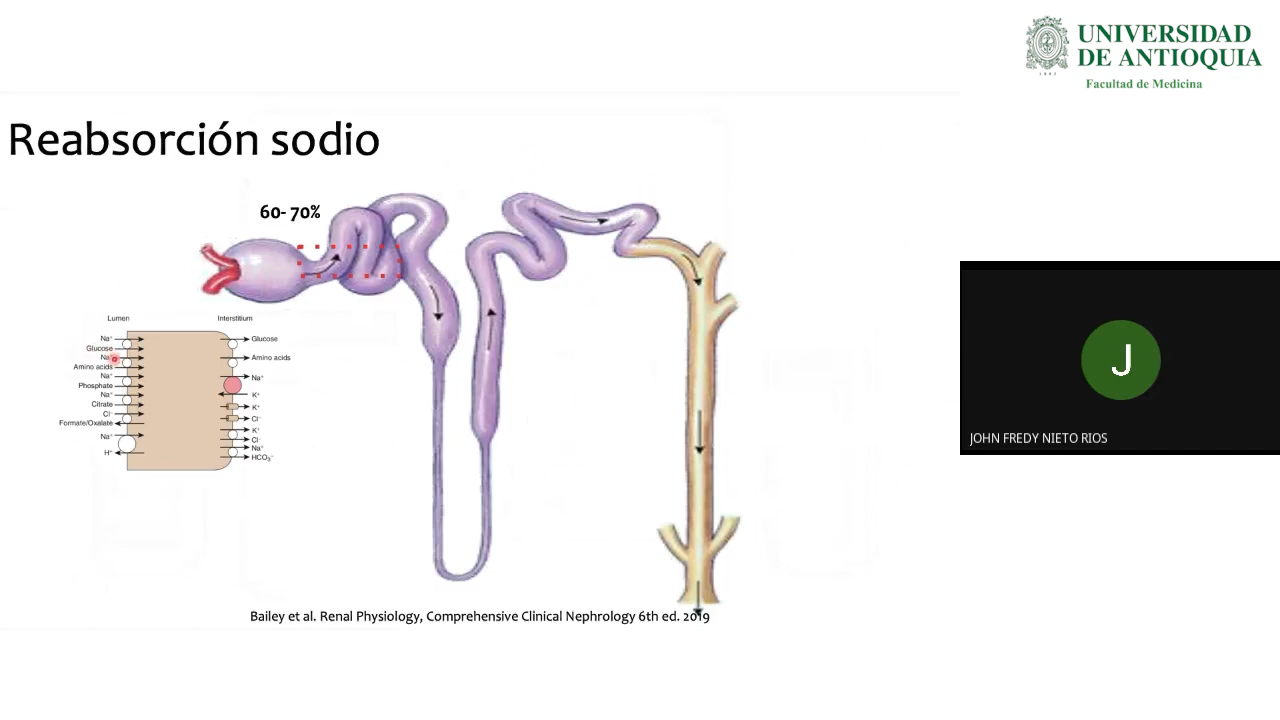 UNIVERSIDAD
DE ANTIOQUIA
Facultad de Medicina
Reabsorción sodio
60- 70%
Lumen
Interstitium
Na⁺
Glucose
Na
Amino acids
Na⁺
Phosphate
Na⁺
Citrate
Cl⁻
Formate/Oxalate
Na⁺
H⁺
Glucose
Amino acids
Na⁺
K⁺
K⁺
Cl⁻
K⁺
Cl⁻
Na⁺
HCO₃⁻
J
JOHN FREDY NIETO RIOS
Bailey et al. Renal Physiology, Comprehensive Clinical Nephrology 6th ed. 2019